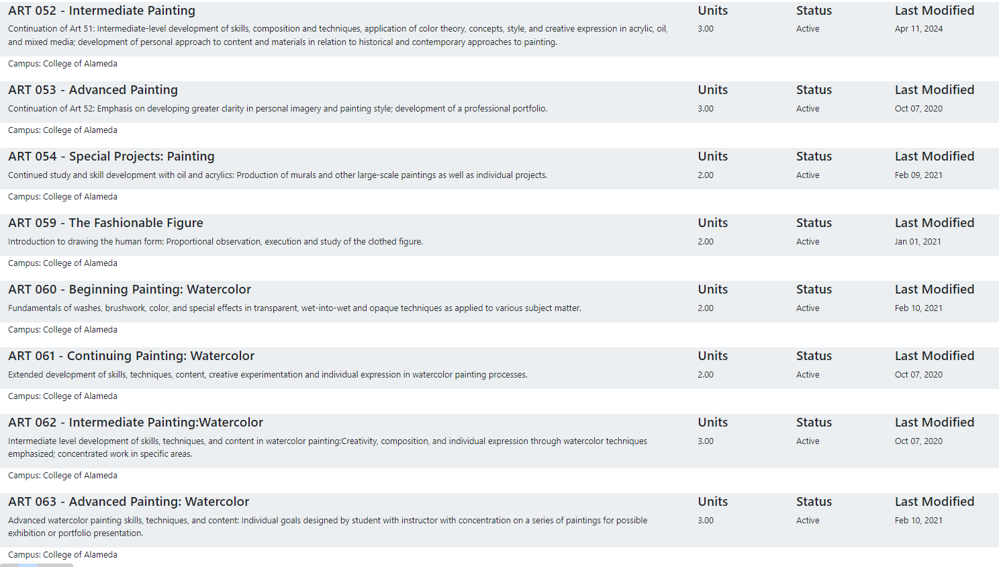 ART 052 - Intermediate Painting Units Status Last Modified
Continuation of Art 51: Intermediate-level development of skills, composition and techniques, application of color theory, concepts, style, and creative expression in acrylic, oil, 3.00 Active Apr 11, 2024
and mixed media; development of personal approach to content and materials in relation to historical and contemporary approaches to painting.
Campus: College of Alameda
ART 053 - Advanced Painting Units Status Last Modified
Continuation of Art 52: Emphasis on developing greater clarity in personal imagery and painting style; development of a professional portfolio. 3.00 Active Oct 07, 2020
Campus: College of Alameda
ART 054 - Special Projects: Painting Units Status Last Modified
Continued study and skill development with oil and acrylics: Production of murals and other large-scale paintings as well as individual projects. 2.00 Active Feb 09, 2021
Campus: College of Alameda
ART 059 - The Fashionable Figure Units Status Last Modified
Introduction to drawing the human form: Proportional observation, execution and study of the clothed figure. 2.00 Active Jan 01, 2021
Campus: College of Alameda
ART 060 - Beginning Painting: Watercolor Units Status Last Modified
Fundamentals of washes, brushwork, color, and special effects in transparent, wet-into-wet and opaque techniques as applied to various subject matter. 2.00 Active Feb 10, 2021
Campus: College of Alameda
ART 061 - Continuing Painting: Watercolor Units Status Last Modified
Extended development of skills, techniques, content, creative experimentation and individual expression in watercolor painting processes. 2.00 Active Oct 07, 2020
Campus: College of Alameda
ART 062 - Intermediate Painting:Watercolor Units Status Last Modified
Intermediate level development of skills, techniques, and content in watercolor painting:Creativity, composition, and individual expression through watercolor techniques 3.00 Active Oct 07, 2020
emphasized; concentrated work in specific areas.
Campus: College of Alameda
ART 063 - Advanced Painting: Watercolor Units Status Last Modified
Advanced watercolor painting skills, techniques, and content: Individual goals designed by student with instructor with concentration on a series of paintings for possible 3.00 Active Feb 10, 2021
exhibition or portfolio presentation.
Campus: College of Alameda